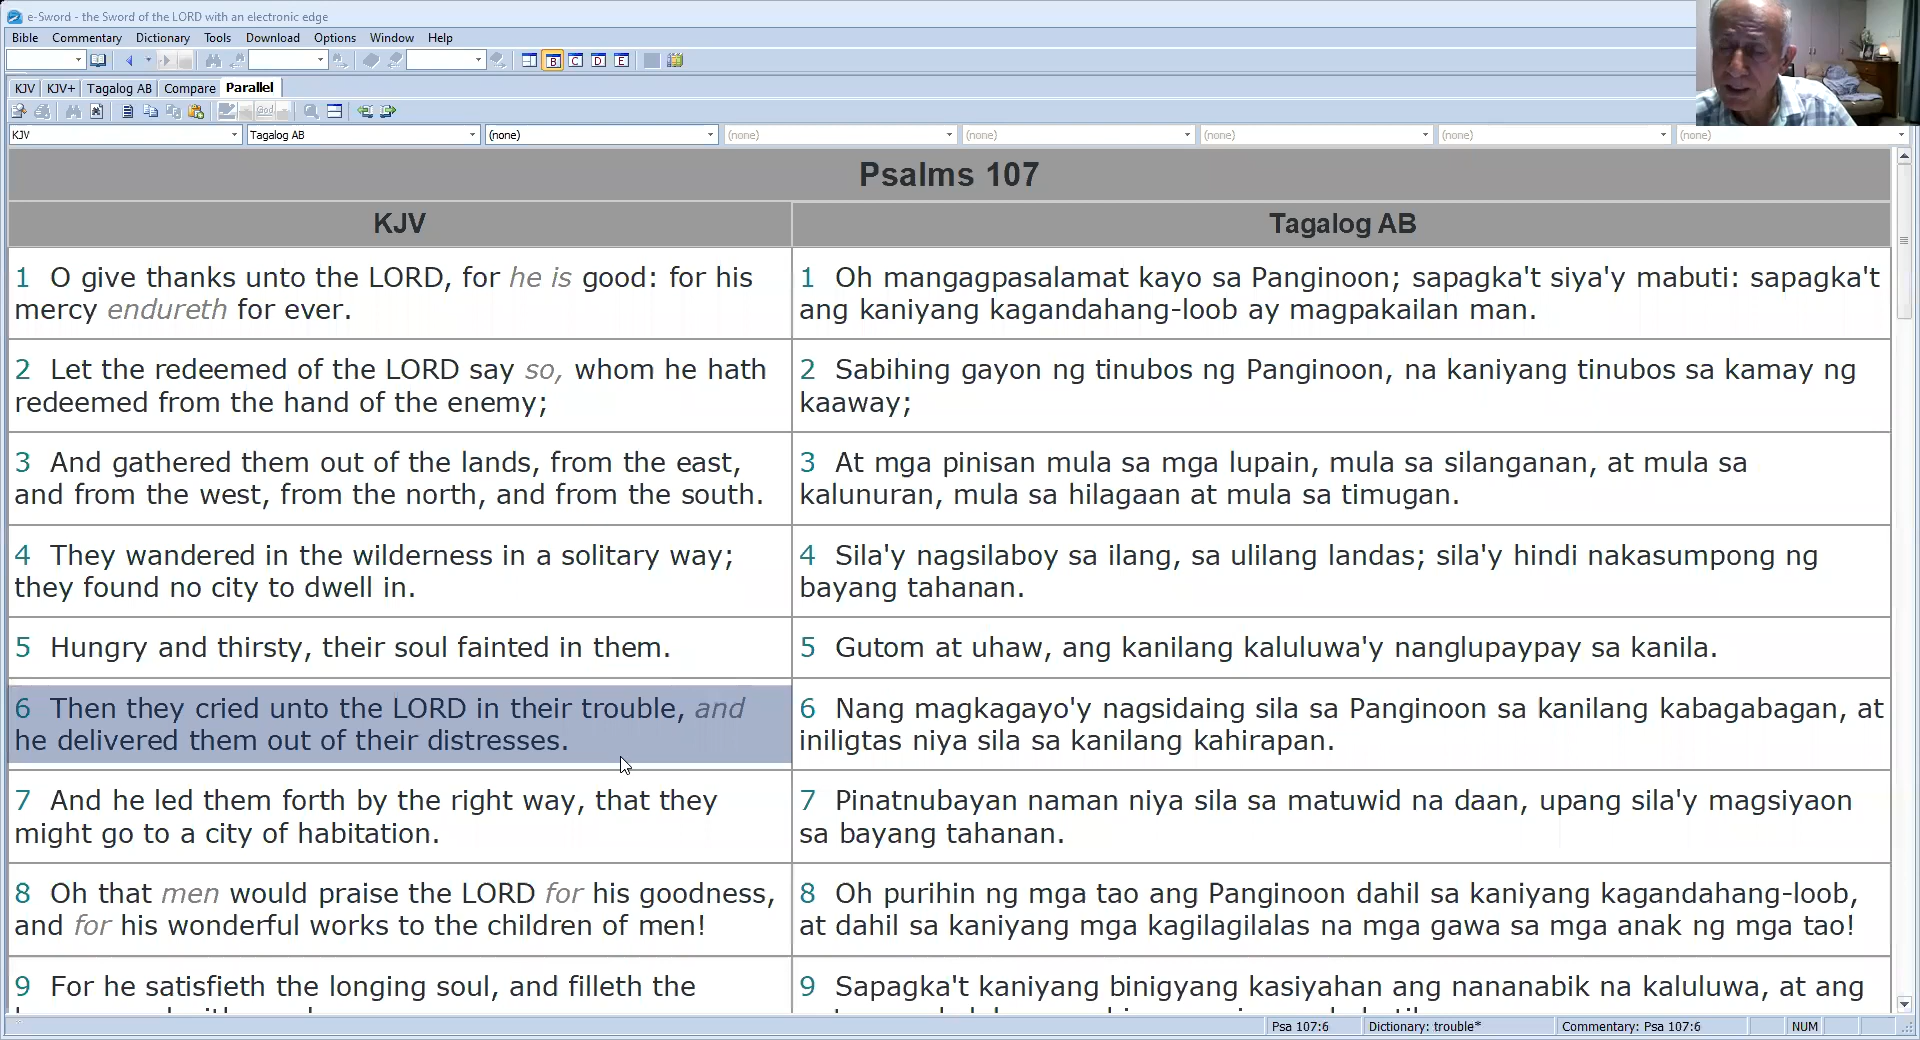 e-Sword - the Sword of the LORD with an electronic edge
Bible Commentary Dictionary Tools Download Options Window Help
B C D E
KJV KJV+ Tagalog AB Compare Parallel
God
KJV Tagalog AB (none) (none) (none) (none) (none) (none)
Psalms 107
KJV Tagalog AB
1 O give thanks unto the LORD, for he is good: for his
mercy endureth for ever.
1 Oh mangagpasalamat kayo sa Panginoon; sapagka't siya'y mabuti: sapagka't
ang kaniyang kagandahang-loob ay magpakailan man.
2 Let the redeemed of the LORD say so, whom he hath
redeemed from the hand of the enemy;
2 Sabihing gayon ng tinubos ng Panginoon, na kaniyang tinubos sa kamay ng
kaaway;
3 And gathered them out of the lands, from the east,
and from the west, from the north, and from the south.
3 At mga pinisan mula sa mga lupain, mula sa silanganan, at mula sa
kalunuran, mula sa hilagaan at mula sa timugan.
4 They wandered in the wilderness in a solitary way;
they found no city to dwell in.
4 Sila'y nagsilaboy sa ilang, sa ulilang landas; sila'y hindi nakasumpong ng
bayang tahanan.
5 Hungry and thirsty, their soul fainted in them.
5 Gutom at uhaw, ang kanilang kaluluwa'y nanglupaypay sa kanila.
6 Then they cried unto the LORD in their trouble, and
he delivered them out of their distresses.
6 Nang magkagayo'y nagsidaing sila sa Panginoon sa kanilang kabagabagan, at
iniligtas niya sila sa kanilang kahirapan.
7 And he led them forth by the right way, that they
might go to a city of habitation.
7 Pinatnubayan naman niya sila sa matuwid na daan, upang sila'y magsiyaon
sa bayang tahanan.
8 Oh that men would praise the LORD for his goodness,
and for his wonderful works to the children of men!
8 Oh purihin ng mga tao ang Panginoon dahil sa kaniyang kagandahang-loob,
at dahil sa kaniyang mga kagilagilalas na mga gawa sa mga anak ng mga tao!
9 For he satisfieth the longing soul, and filleth the
9 Sapagka't kaniyang binigyang kasiyahan ang nananabik na kaluluwa, at ang
Psa 107:6 Dictionary: trouble* Commentary: Psa 107:6 NUM